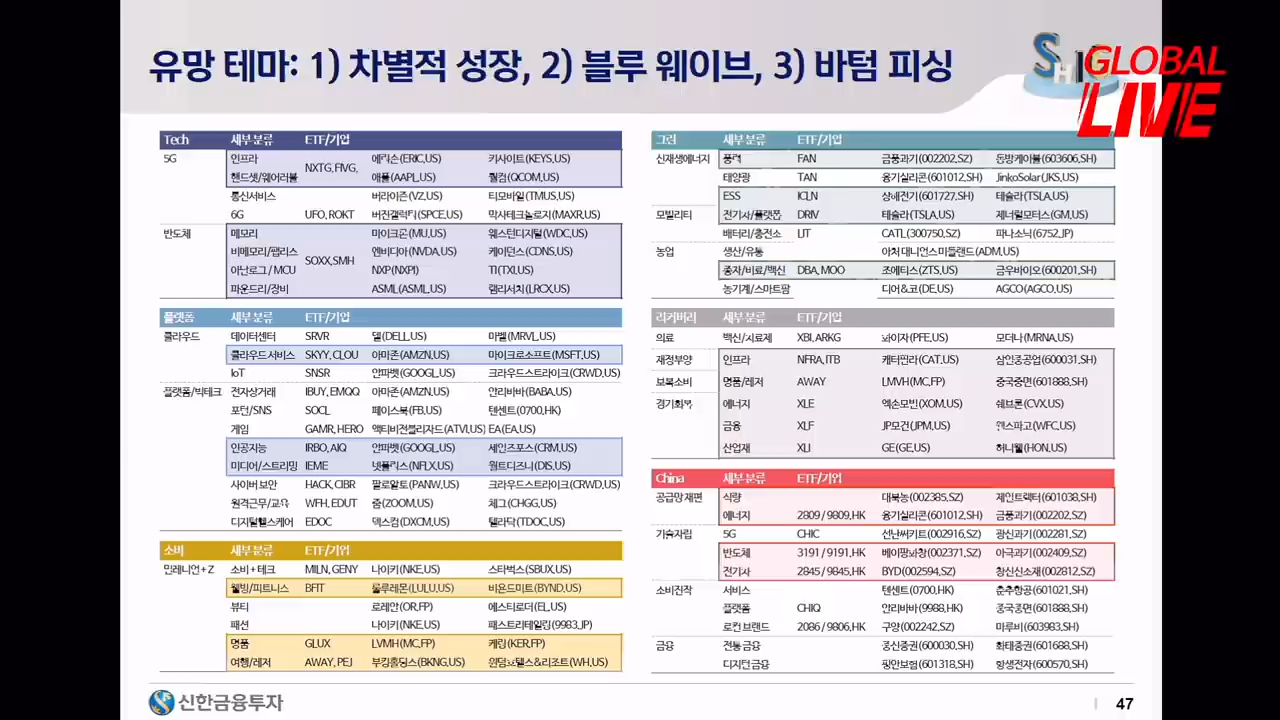 유망 테마: 1) 차별적 성장, 2) 블루 웨이브, 3) 바텀 피싱
GLOBAL
LIVE
Tech 세부 분류 ETF/기업
5G 인프라 NXTG, FIVG, 에릭슨(ERIC,US) 키사이트(KEYS,US)
핸드셋/웨어러블 애플(AAPL,US) 퀄컴(QCOM,US)
통신서비스 버라이즌(VZ,US) 티모바일(TMUS,US)
6G UFO, ROKT 버진갤럭티(SPCE,US) 막사테크놀로지(MAXR,US)
반도체 메모리 SOXX,SMH 마이크론(MU,US) 웨스턴디지털(WDC,US)
비메모리/팹리스 엔비디아(NVDA,US) 케이던스(CDNS,US)
아날로그 / MCU NXP(NXPI) TI(TXI,US)
파운드리/장비 ASML(ASML,US) 램리서치(LRCX,US)
플랫폼 세부 분류 ETF/기업
클라우드 데이터센터 SRVR 델(DELL,US) 마벨(MRVL,US)
클라우드 서비스 SKYY, CLOU 아마존(AMZN,US) 마이크로소프트(MSFT,US)
IoT SNSR 알파벳(GOOGL,US) 크라우드스트라이크(CRWD,US)
플랫폼/빅테크 전자상거래 IBUY, EMQQ 아마존(AMZN,US) 알리바바(BABA,US)
포털/SNS SOCL 페이스북(FB,US) 텐센트(0700,HK)
게임 GAMR, HERO 액티비전블리자드(ATVI,US) EA(EA,US)
인공지능 IRBO, AIQ 알파벳(GOOGL,US) 세일즈포스(CRM,US)
미디어/스트리밍 IEME 넷플릭스(NFLX,US) 월트디즈니(DIS,US)
사이버 보안 HACK, CIBR 팔로알토(PANW,US) 크라우드스트라이크(CRWD,US)
원격근무/교육 WFH, EDUT 줌(ZOOM,US) 체그(CHGG,US)
디지털헬스케어 EDOC 덱스컴(DXCM,US) 텔라닥(TDOC,US)
소비 세부 분류 ETF/기업
밀레니얼 + Z 소비 + 테크 MILN, GENY 나이키(NKE,US) 스타벅스(SBUX,US)
웰빙/피트니스 BFIT 룰루레몬(LULU,US) 비욘드미트(BYND,US)
뷰티 로레알(OR,FP) 에스티로더(EL,US)
패션 나이키(NKE,US) 패스트리테일링(9983,JP)
명품 GLUX LVMH(MC,FP) 케링(KER,FP)
여행/레저 AWAY, PEJ 부킹홀딩스(BKNG,US) 윈덤호텔스&리조트(WH,US)
그린 세부 분류 ETF/기업
신재생에너지 풍력 FAN 금풍과기(002202,SZ) 동방케이블(603606,SH)
태양광 TAN 융기실리콘(601012,SH) JinkoSolar(JKS,US)
ESS ICLN 상해전기(601727,SH) 테슬라(TSLA,US)
모빌리티 전기차/플랫폼 DRIV 테슬라(TSLA,US) 제너럴모터스(GM,US)
배터리/충전소 LIT CATL(300750,SZ) 파나소닉(6752,JP)
농업 생산/유통 아처 대니언스 미들랜드(ADM,US)
종자/비료/백신 DBA, MOO 조에티스(ZTS,US) 금우바이오(600201,SH)
농기계/스마트팜 디어&코(DE,US) AGCO(AGCO,US)
리커버리 세부 분류 ETF/기업
의료 백신/치료제 XBI, ARKG 화이자(PFE,US) 모더나(MRNA,US)
재정부양 인프라 NFRA, ITB 캐터필라(CAT,US) 삼일중공업(600031,SH)
보복소비 명품/레저 AWAY LMVH(MC,FP) 중국중면(601888,SH)
경기회복 에너지 XLE 엑손모빌(XOM,US) 쉐브론(CVX,US)
금융 XLF JP모건(JPM,US) 웰스파고(WFC,US)
산업재 XLI GE(GE,US) 허니웰(HON,US)
China 세부 분류 ETF/기업
공급망 재편 식량 대북농(002385,SZ) 제일트랙터(601038,SH)
에너지 2809 / 9809,HK 융기실리콘(601012,SH) 금풍과기(002202,SZ)
기술자립 5G CHIC 선난써키트(002916,SZ) 광신과기(002281,SZ)
반도체 3191 / 9191,HK 베이팡화창(002371,SZ) 아극과기(002409,SZ)
전기차 2845 / 9845,HK BYD(002594,SZ) 창신신소재(002812,SZ)
소비진작 서비스 텐센트(0700,HK) 춘추항공(601021,SH)
플랫폼 CHIQ 알리바바(9988,HK) 중국중면(601888,SH)
로컬 브랜드 2086 / 9806,HK 구양(002242,SZ) 마루비(603983,SH)
금융 전통 금융 중신증권(600030,SH) 화태증권(601688,SH)
디지털 금융 핑안보험(601318,SH) 항생전자(600570,SH)
신한금융투자
47